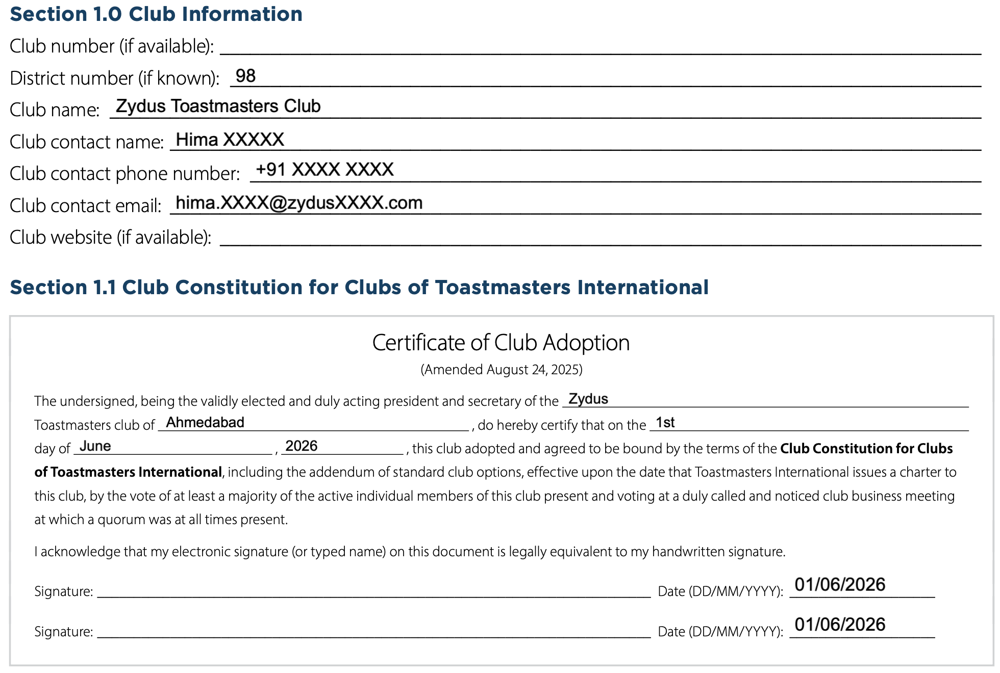 Section 1.0 Club Information
Club number (if available):
District number (if known): 98
Club name: Zydus Toastmasters Club
Club contact name: Hima XXXXX
Club contact phone number: +91 XXXX XXXX
Club contact email: hima.XXXX@zydusXXXX.com
Club website (if available):
Section 1.1 Club Constitution for Clubs of Toastmasters International
Certificate of Club Adoption
(Amended August 24, 2025)
The undersigned, being the validly elected and duly acting president and secretary of the Zydus
Toastmasters club of Ahmedabad, do hereby certify that on the 1st
day of June, 2026, this club adopted and agreed to be bound by the terms of the Club Constitution for Clubs
of Toastmasters International, including the addendum of standard club options, effective upon the date that Toastmasters International issues a charter to
this club, by the vote of at least a majority of the active individual members of this club present and voting at a duly called and noticed club business meeting
at which a quorum was at all times present.
I acknowledge that my electronic signature (or typed name) on this document is legally equivalent to my handwritten signature.
Signature: Date (DD/MM/YYYY): 01/06/2026
Signature: Date (DD/MM/YYYY): 01/06/2026